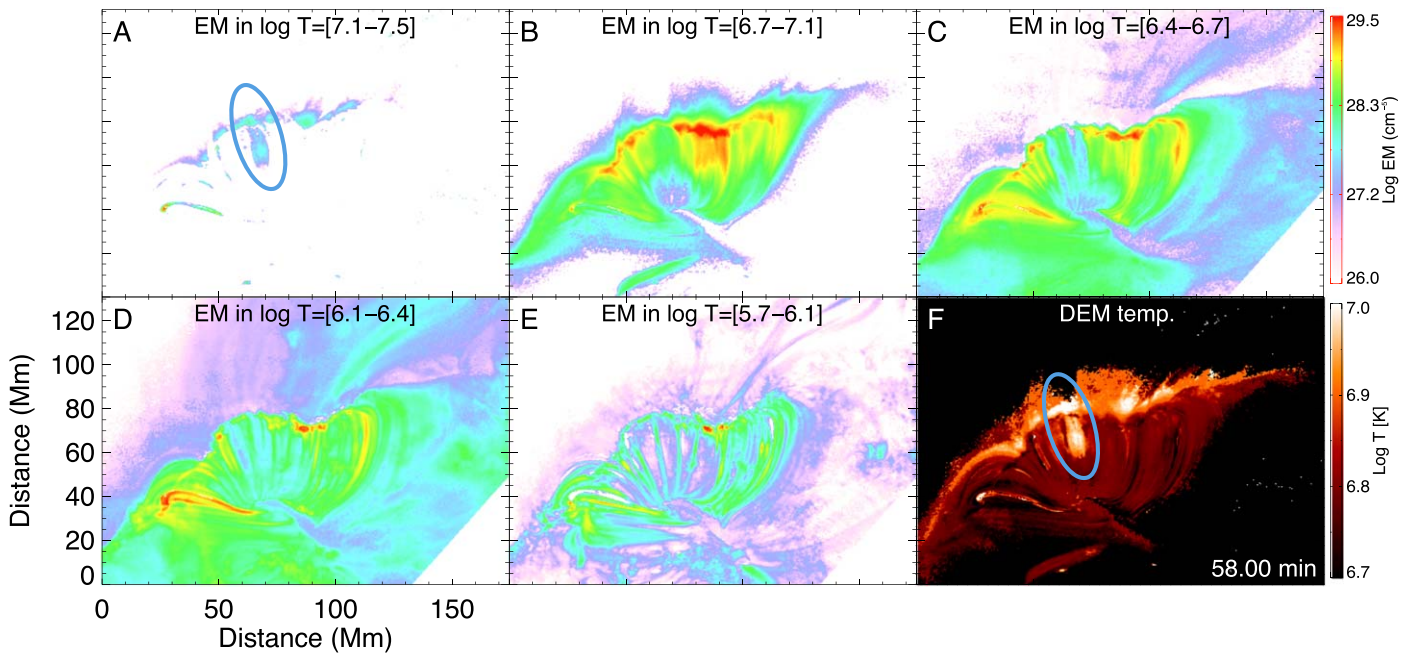 A EM in log T=[7.1–7.5]
B EM in log T=[6.7–7.1]
C EM in log T=[6.4–6.7]
29.5
28.3
27.2
26.0
Log EM (cm⁻⁵)
D EM in log T=[6.1–6.4]
E EM in log T=[5.7–6.1]
F DEM temp.
58.00 min
7.0
6.9
6.8
6.7
Log T [K]
120
100
80
60
40
20
0
Distance (Mm)
0 50 100 150
Distance (Mm)